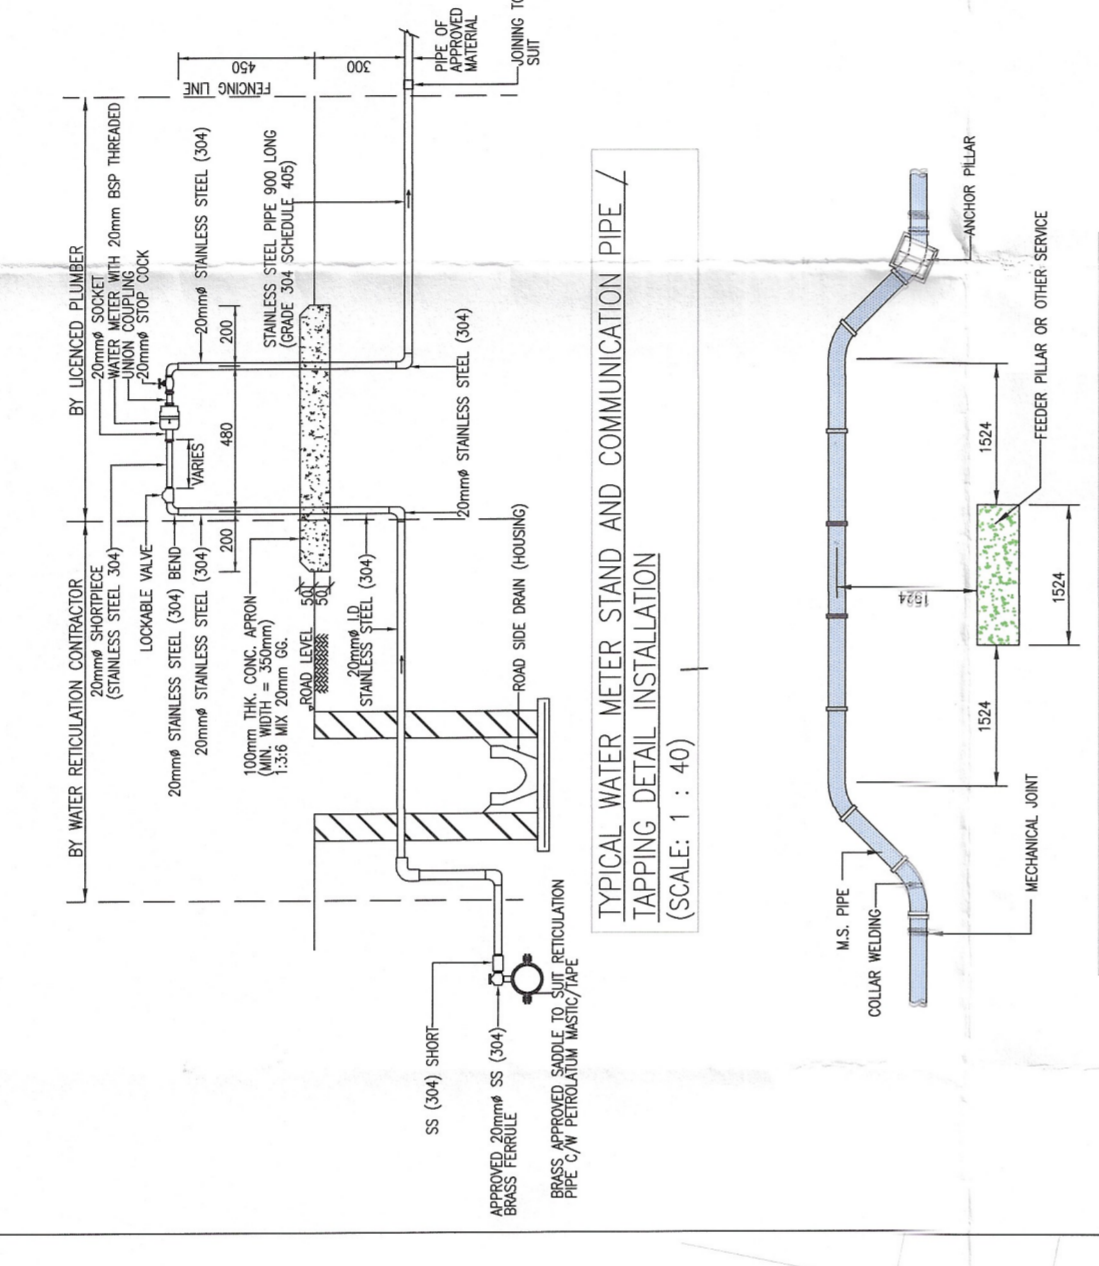 BY WATER RETICULATION CONTRACTOR
BY LICENCED PLUMBER
20mmø SHORTPIECE
(STAINLESS STEEL 304)
LOCKABLE VALVE
20mmø STAINLESS STEEL (304) BEND
20mmø STAINLESS STEEL (304)
20mmø SOCKET
WATER METER WITH 20mm BSP THREADED
UNION COUPLING
20mmø STOP COCK
20mmø STAINLESS STEEL (304)
FENCING LINE
450
300
VARIES
200
480
200
100mm THK. CONC. APRON
(MIN. WIDTH = 350mm)
1:3:6 MIX 20mm GG.
ROAD LEVEL
50
50
20mmø I.D
STAINLESS STEEL (304)
STAINLESS STEEL PIPE 900 LONG
(GRADE 304 SCHEDULE 405)
PIPE OF
APPROVED
MATERIAL
JOINING TO
SUIT
20mmø STAINLESS STEEL (304)
ROAD SIDE DRAIN (HOUSING)
SS (304) SHORT
APPROVED 20mmø SS (304)
BRASS FERRULE
BRASS APPROVED SADDLE TO SUIT RETICULATION
PIPE C/W PETROLATUM MASTIC/TAPE
TYPICAL WATER METER STAND AND COMMUNICATION PIPE /
TAPPING DETAIL INSTALLATION
(SCALE: 1 : 40)
M.S. PIPE
COLLAR WELDING
MECHANICAL JOINT
ANCHOR PILLAR
FEEDER PILLAR OR OTHER SERVICE
1524
1524
1524
1524